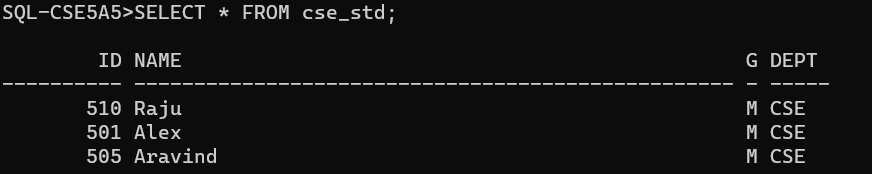 SQL-CSE5A5>SELECT * FROM cse_std;
        ID NAME                                               G DEPT
---------- -------------------------------------------------- - -----
       510 Raju                                               M CSE
       501 Alex                                               M CSE
       505 Aravind                                            M CSE